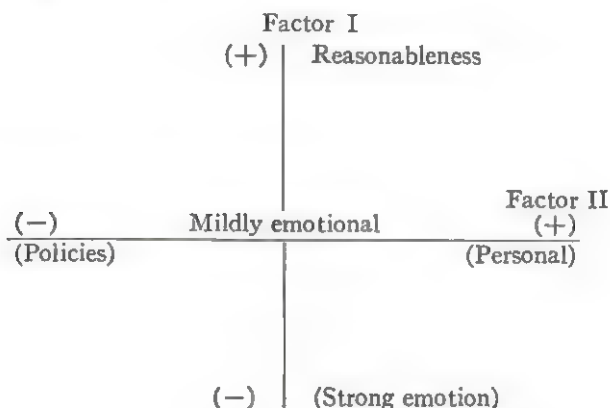 Factor I
(+) Reasonableness
Factor II
(−) Mildly emotional (+)
(Policies) (Personal)
(−) (Strong emotion)